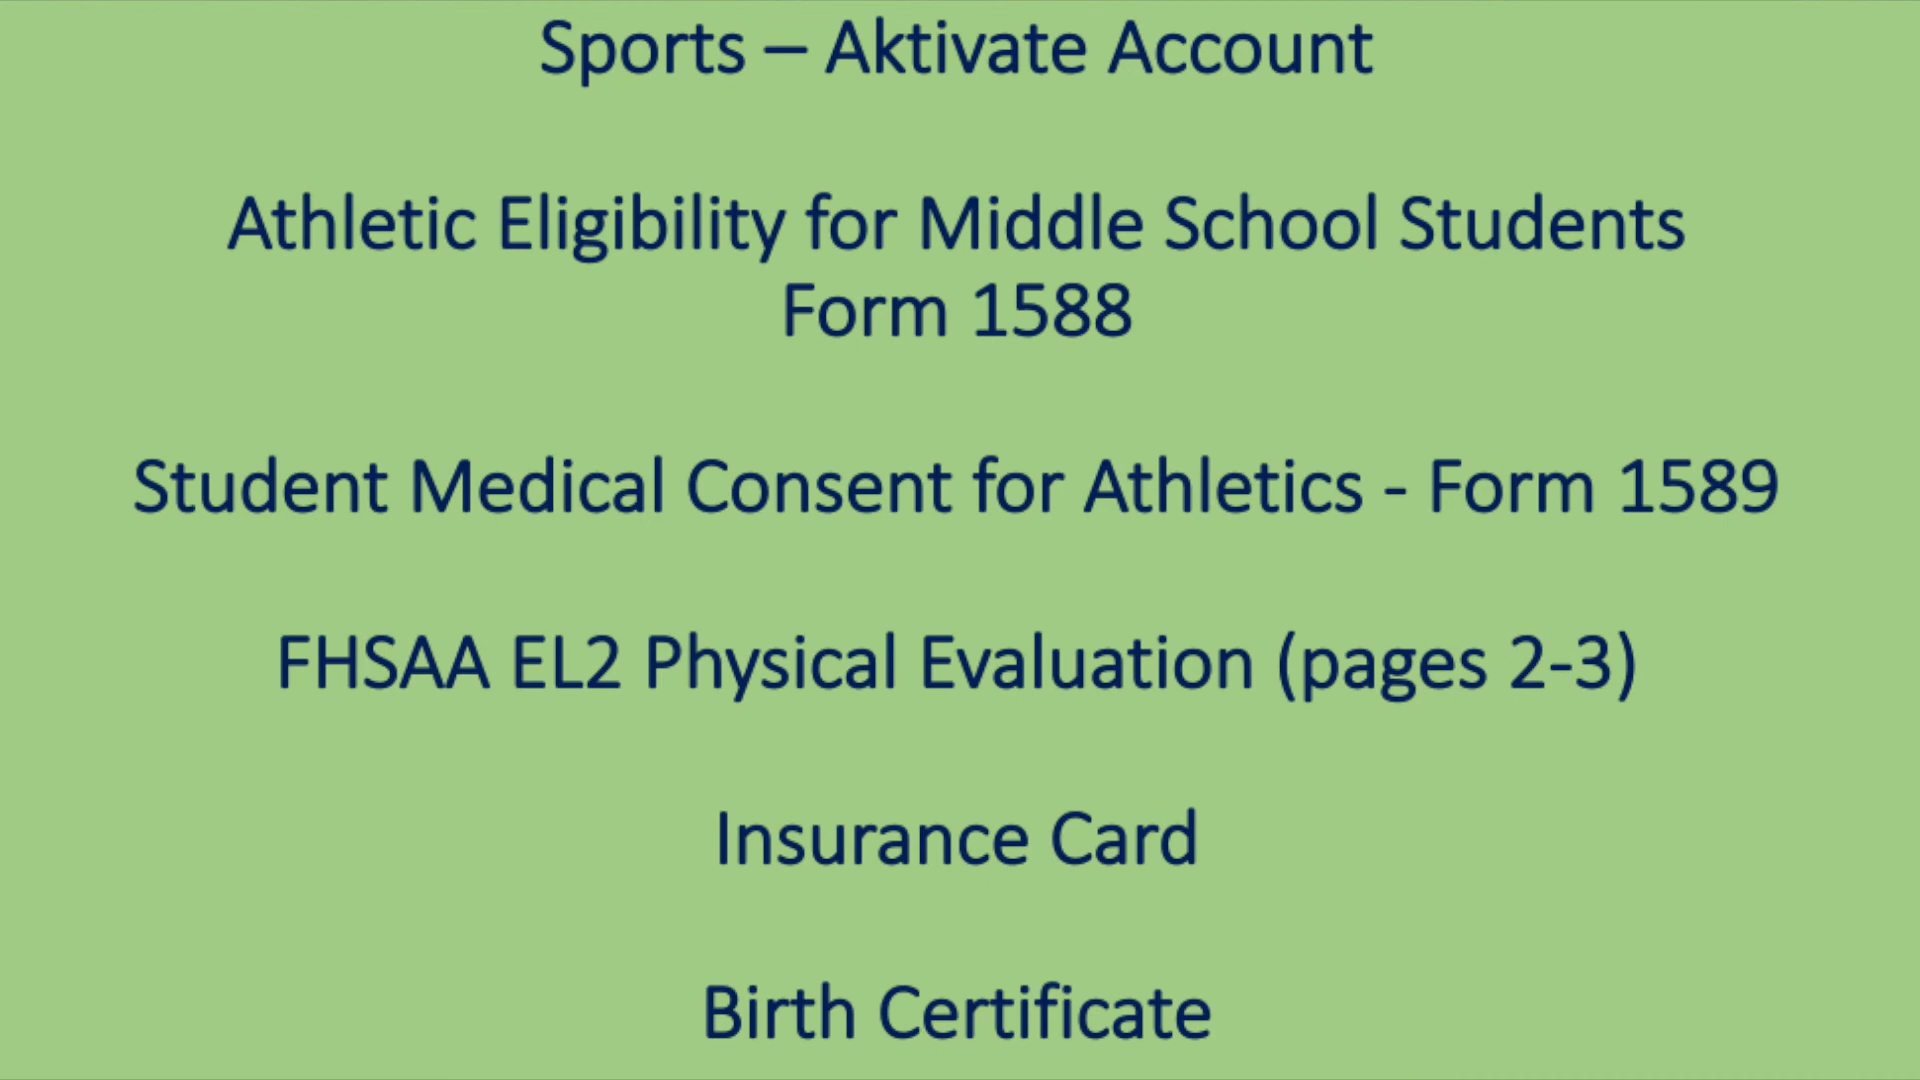 Sports – Aktivate Account
Athletic Eligibility for Middle School Students
Form 1588
Student Medical Consent for Athletics - Form 1589
FHSAA EL2 Physical Evaluation (pages 2-3)
Insurance Card
Birth Certificate